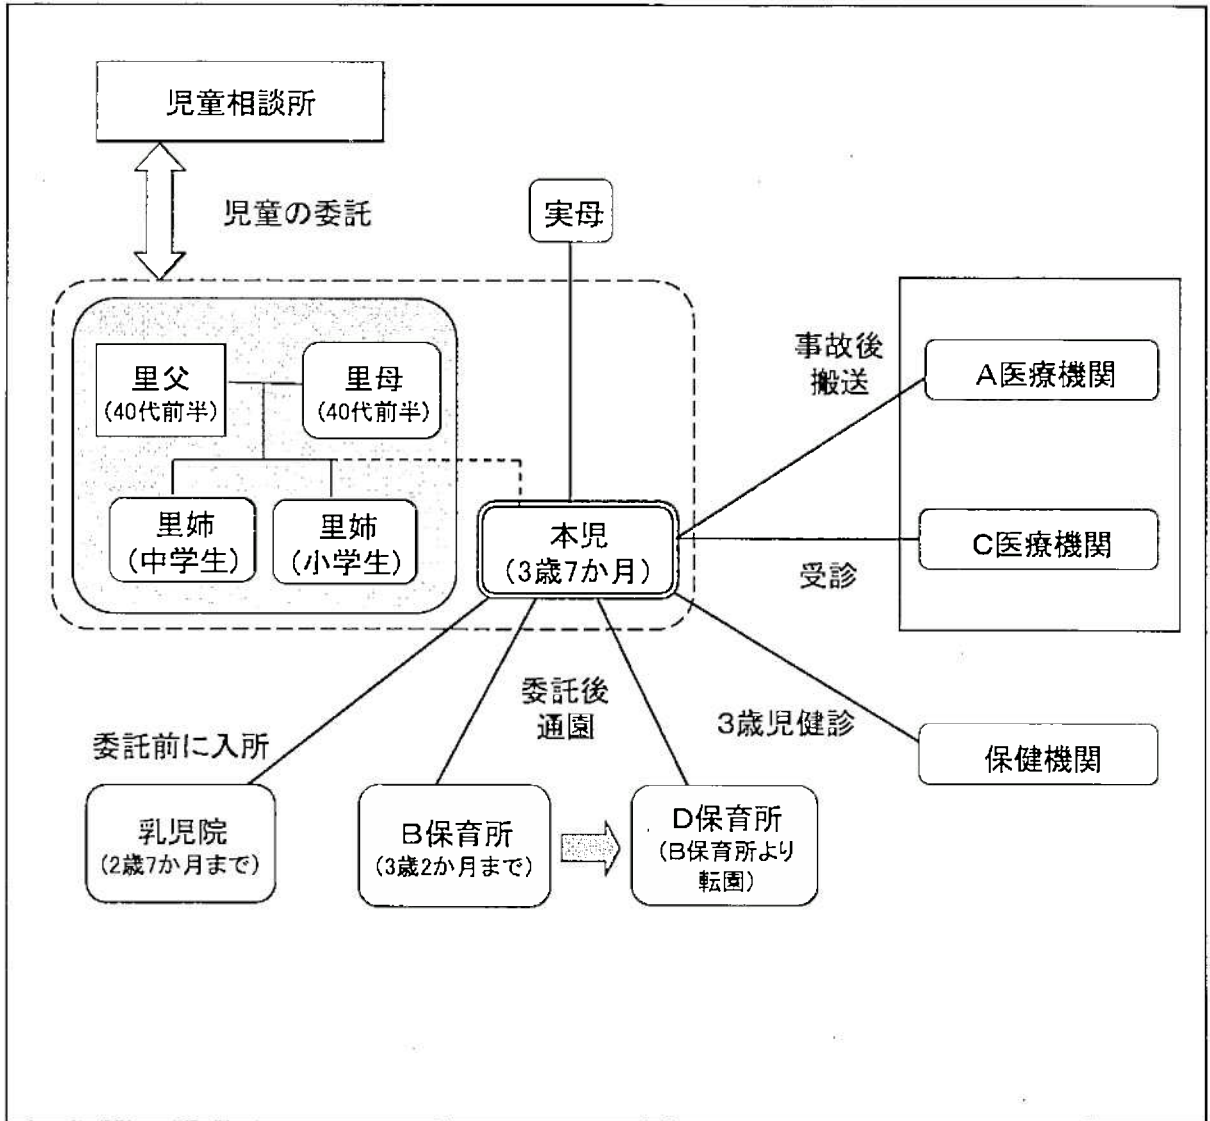 児童相談所
児童の委託
実母
里父
(40代前半)
里母
(40代前半)
里姉
(中学生)
里姉
(小学生)
本児
(3歳7か月)
事故後
搬送
A医療機関
C医療機関
受診
委託前に入所
委託後
通園
3歳児健診
保健機関
乳児院
(2歳7か月まで)
B保育所
(3歳2か月まで)
D保育所
(B保育所より
転園)